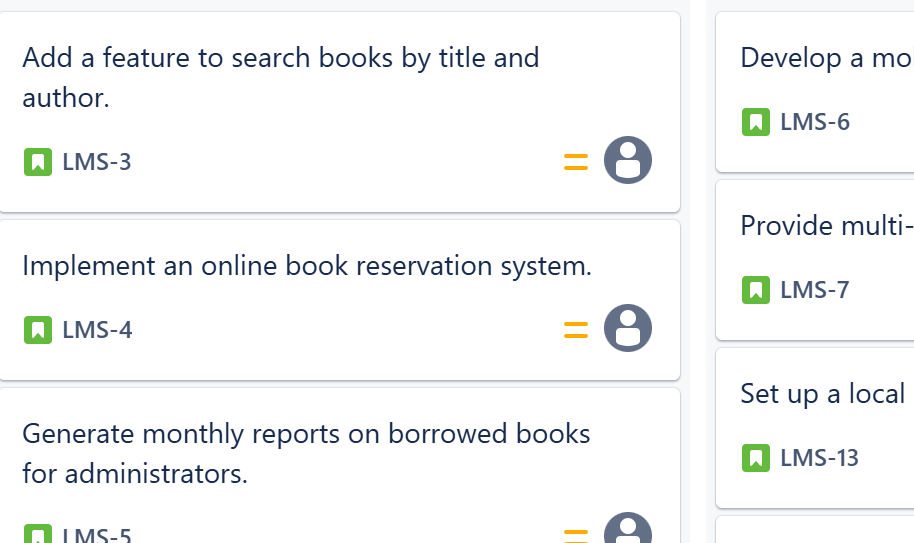 Add a feature to search books by title and
author.
LMS-3
Implement an online book reservation system.
LMS-4
Generate monthly reports on borrowed books
for administrators.
LMS-5
Develop a
LMS-6
Provide multi-
LMS-7
Set up a local
LMS-13